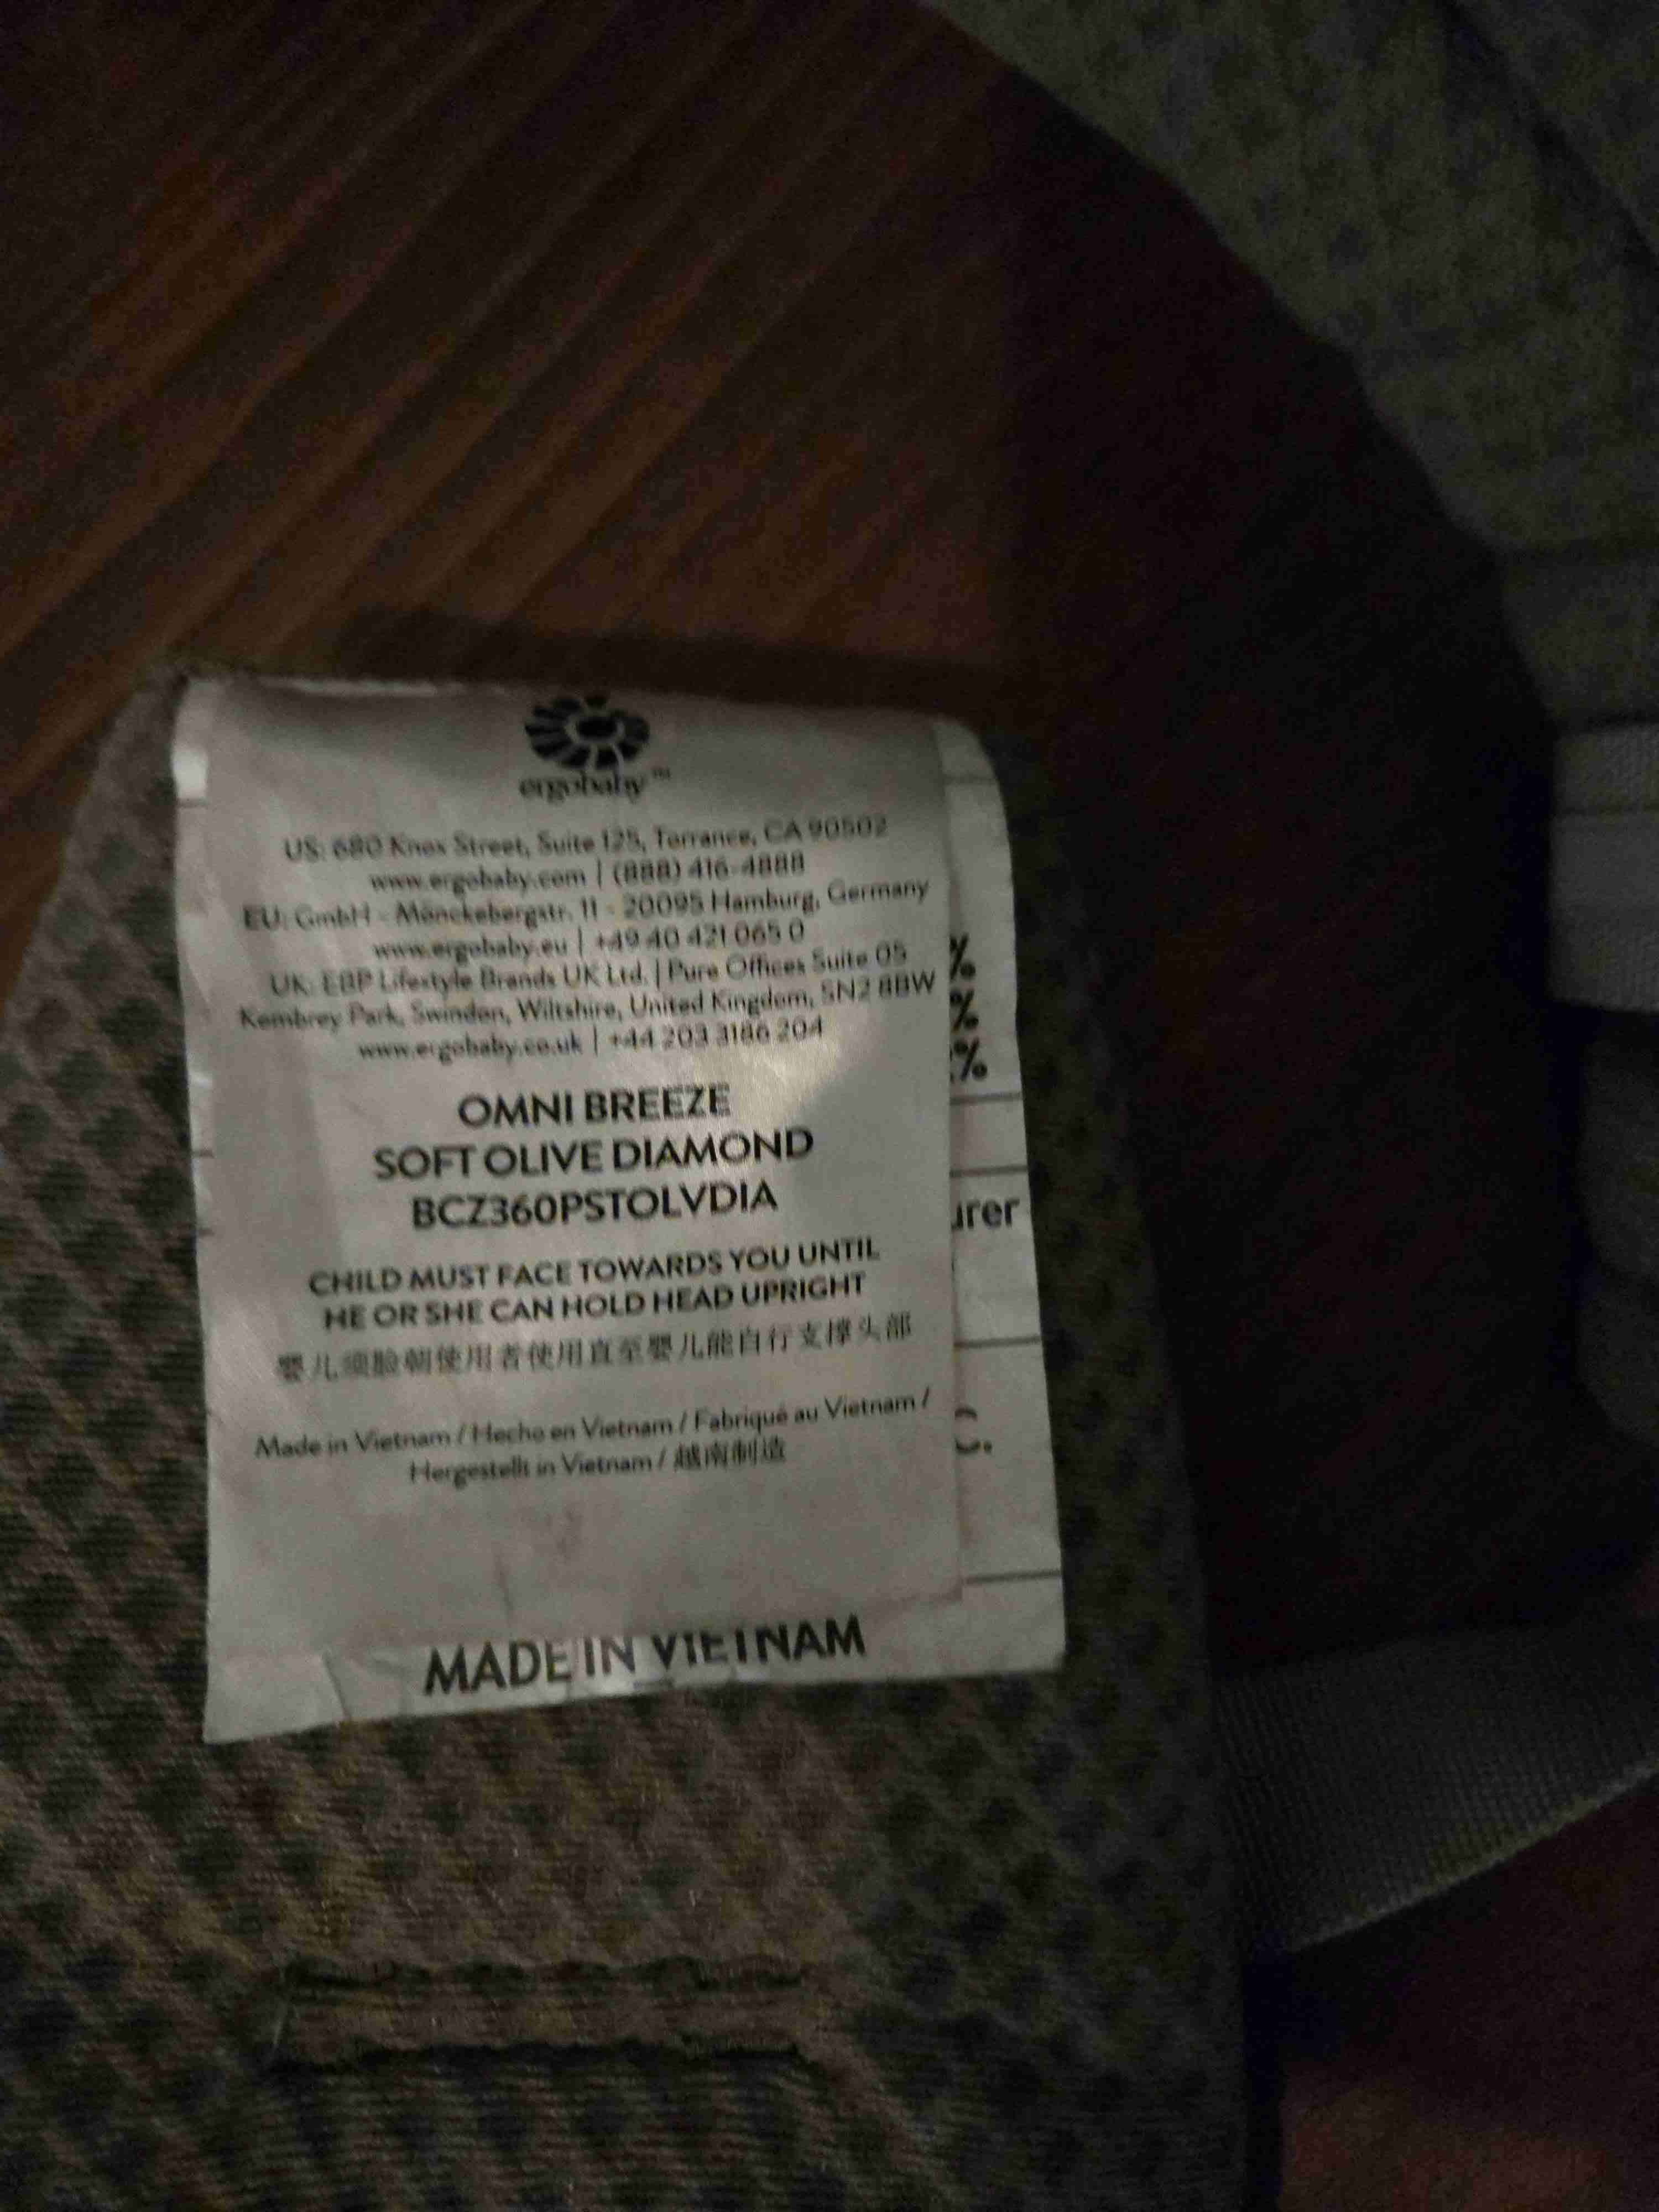 ergobaby™
US: 680 Knox Street, Suite 125, Torrance, CA 90502
www.ergobaby.com | (888) 416-4888
EU: GmbH - Mönckebergstr. 11 - 20095 Hamburg, Germany
www.ergobaby.eu | +49 40 421 065 0
UK: EBP Lifestyle Brands UK Ltd. | Pure Offices Suite 05
Kembrey Park, Swindon, Wiltshire, United Kingdom, SN2 8BW
www.ergobaby.co.uk | +44 203 3186 204
OMNI BREEZE
SOFT OLIVE DIAMOND
BCZ360PSTOLVDIA
CHILD MUST FACE TOWARDS YOU UNTIL
HE OR SHE CAN HOLD HEAD UPRIGHT
婴儿须脸朝使用者使用直至婴儿能自行支撑头部
Made in Vietnam / Hecho en Vietnam / Fabriqué au Vietnam /
Hergestellt in Vietnam / 越南制造
MADE IN VIETNAM
%
%
%
urer